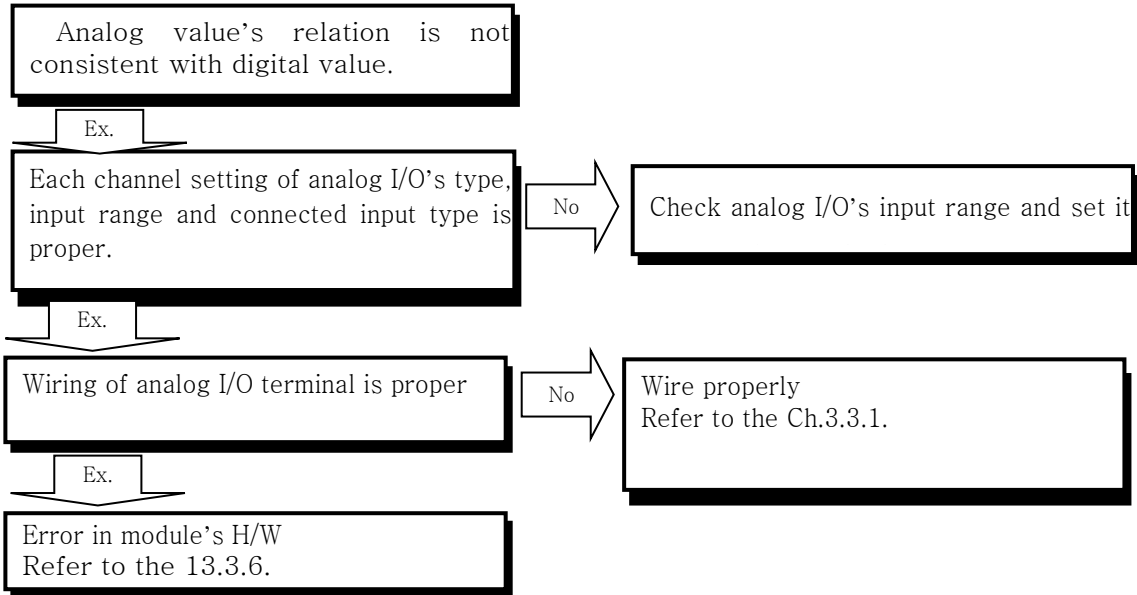 Analog value's relation is not
consistent with digital value.
Ex.
Each channel setting of analog I/O's type,
input range and connected input type is
proper.
No
Check analog I/O's input range and set it
Ex.
Wiring of analog I/O terminal is proper
No
Wire properly
Refer to the Ch.3.3.1.
Ex.
Error in module's H/W
Refer to the 13.3.6.